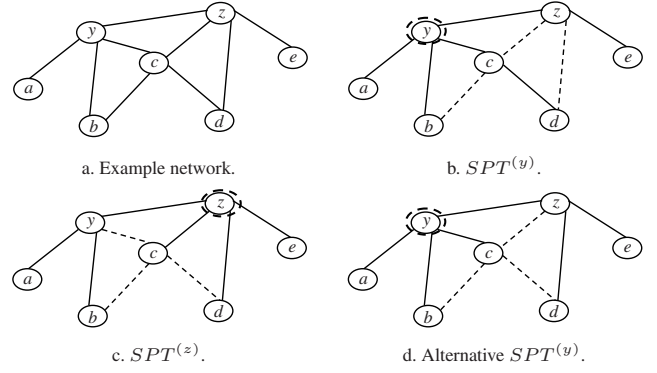 y z y z
c e c e
a a
b d b d
a. Example network. b. SPT^(y).
y z y z
c e c e
a a
b d b d
c. SPT^(z). d. Alternative SPT^(y).